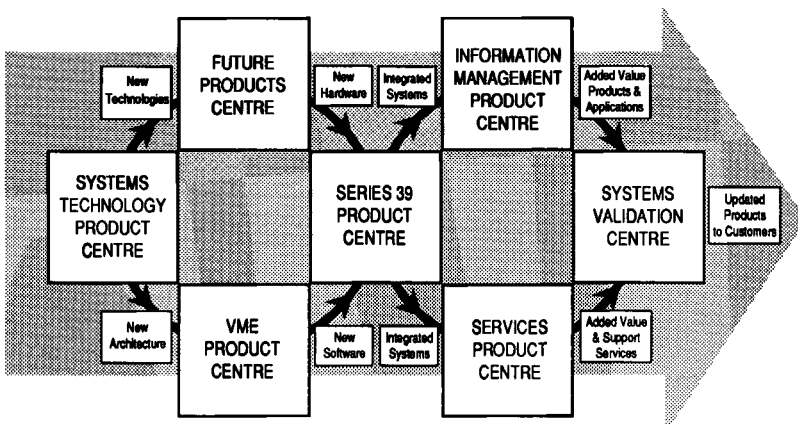 FUTURE
PRODUCTS
CENTRE
INFORMATION
MANAGEMENT
PRODUCT
CENTRE
New
Technologies
New
Hardware
Integrated
Systems
Added Value
Products &
Applications
SYSTEMS
TECHNOLOGY
PRODUCT
CENTRE
SERIES 39
PRODUCT
CENTRE
SYSTEMS
VALIDATION
CENTRE
Updated
Products
to Customers
New
Architecture
VME
PRODUCT
CENTRE
New
Software
Integrated
Systems
SERVICES
PRODUCT
CENTRE
Added Value
& Support
Services